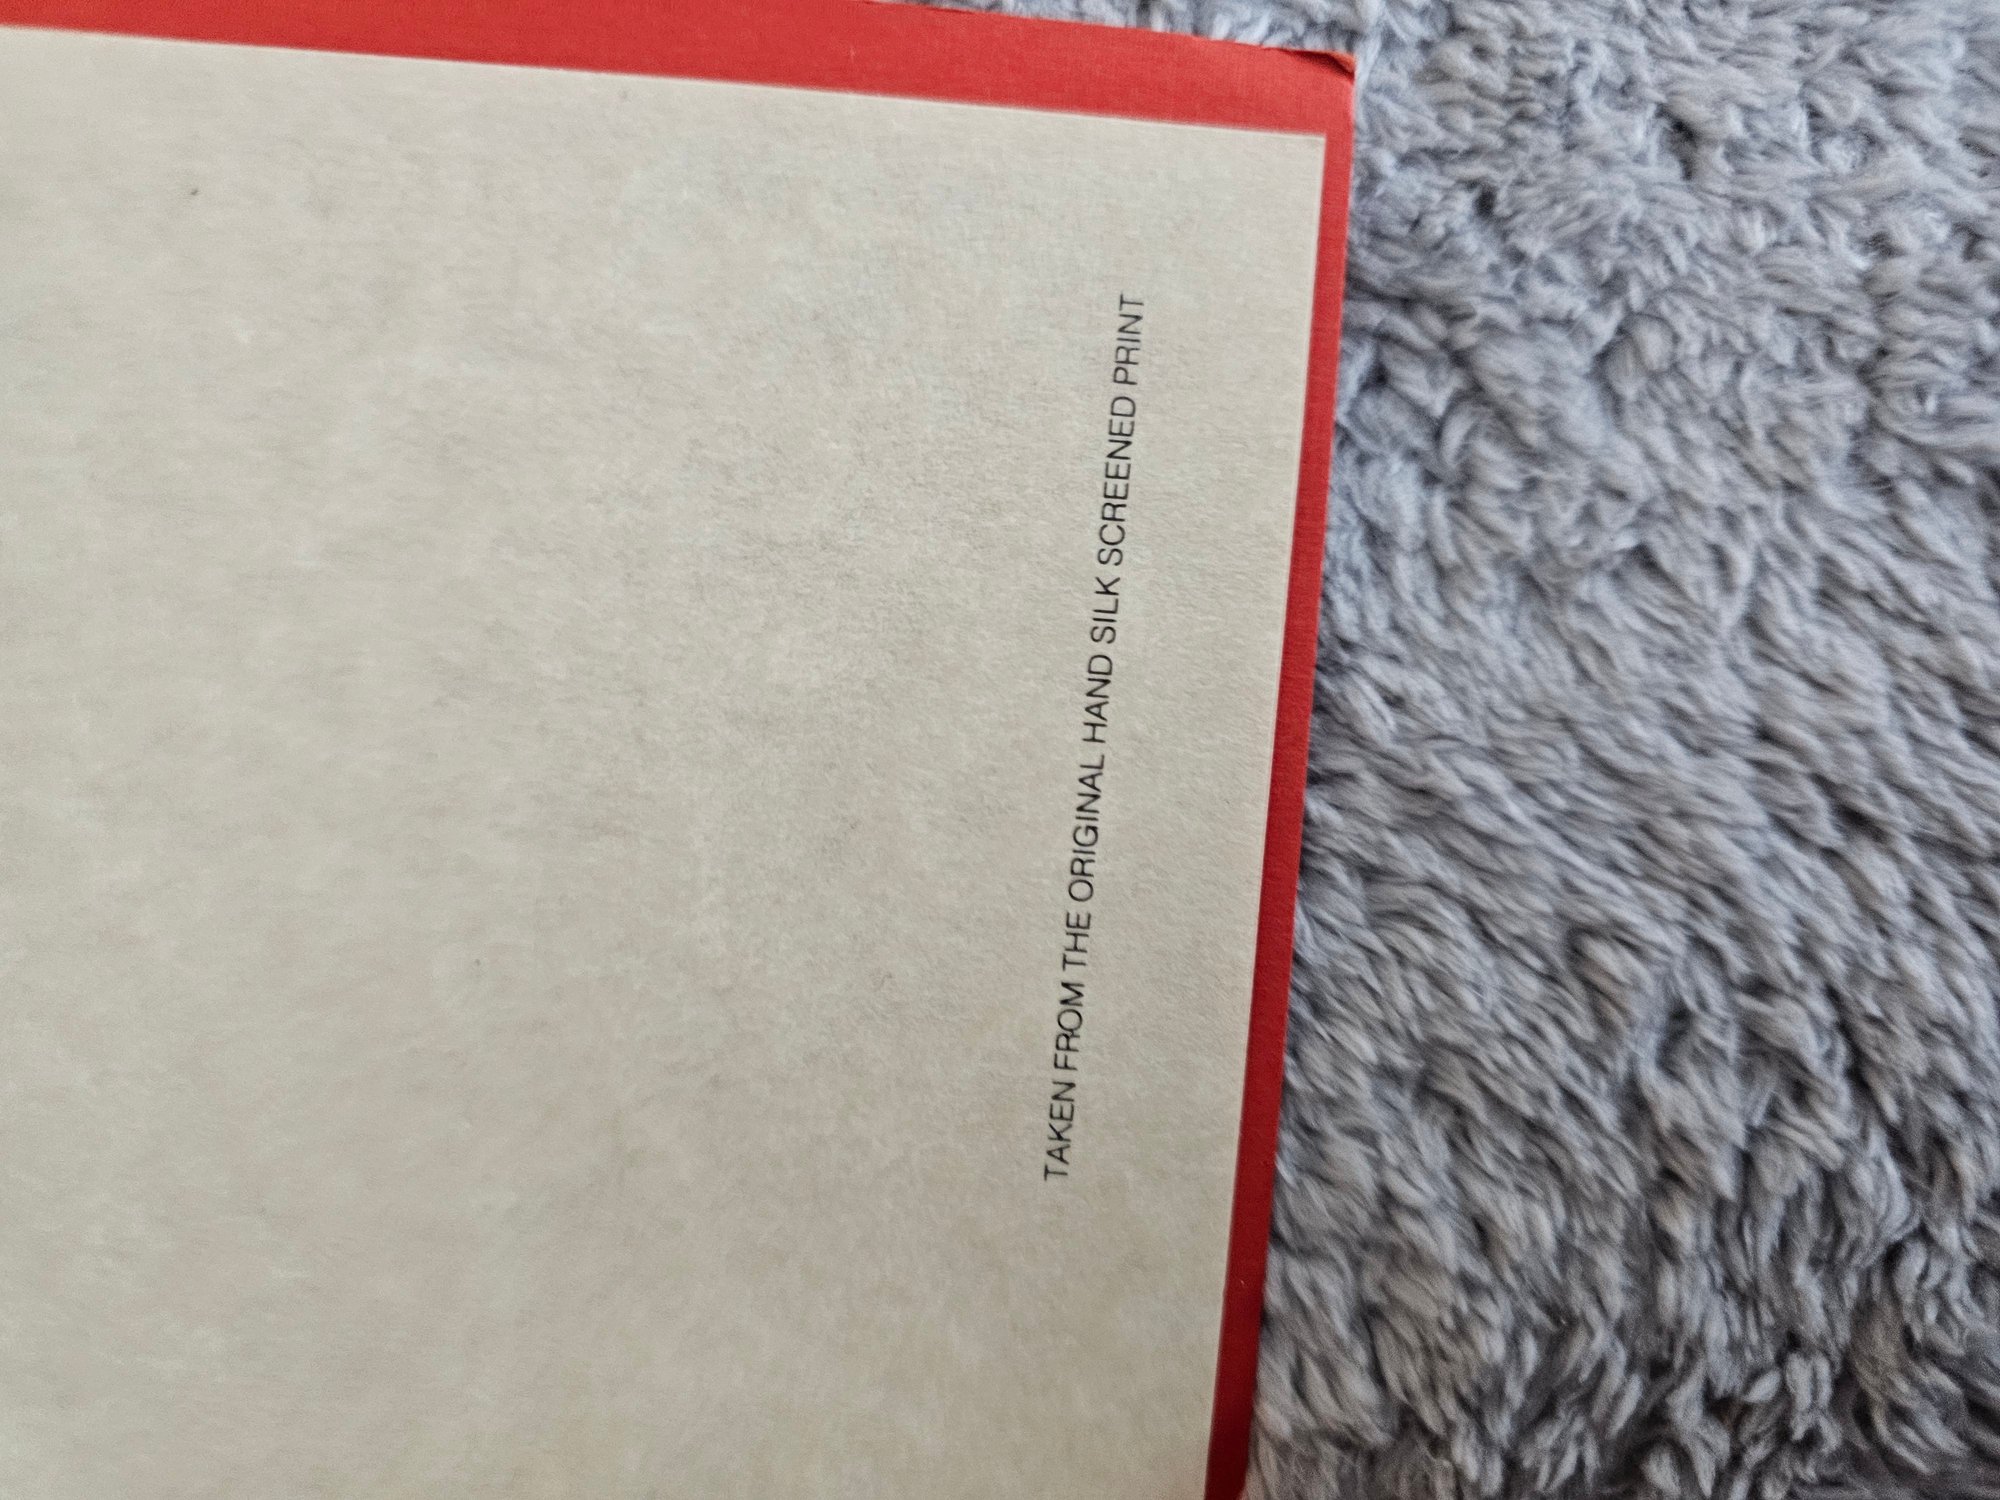 TAKEN FROM THE ORIGINAL HAND SILK SCREENED PRINT